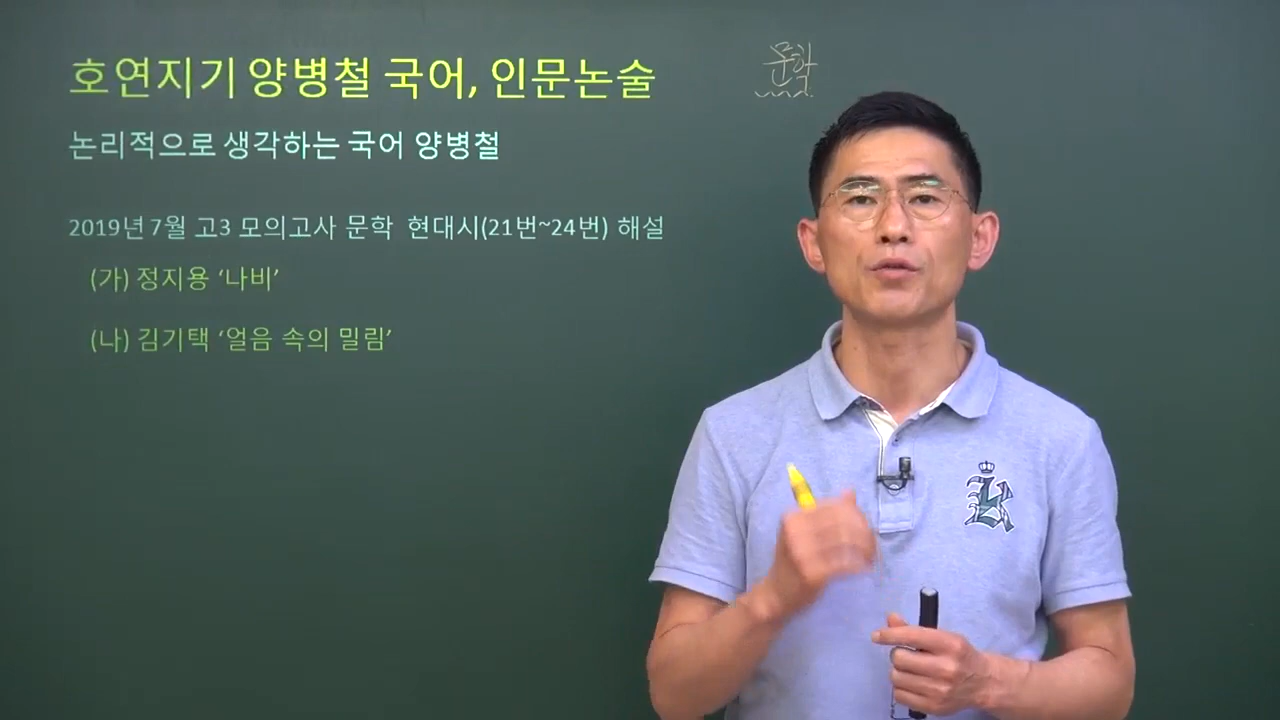 호연지기 양병철 국어, 인문논술
문학
논리적으로 생각하는 국어 양병철
2019년 7월 고3 모의고사 문학 현대시(21번~24번) 해설
(가) 정지용 ‘나비’
(나) 김기택 ‘얼음 속의 밀림’